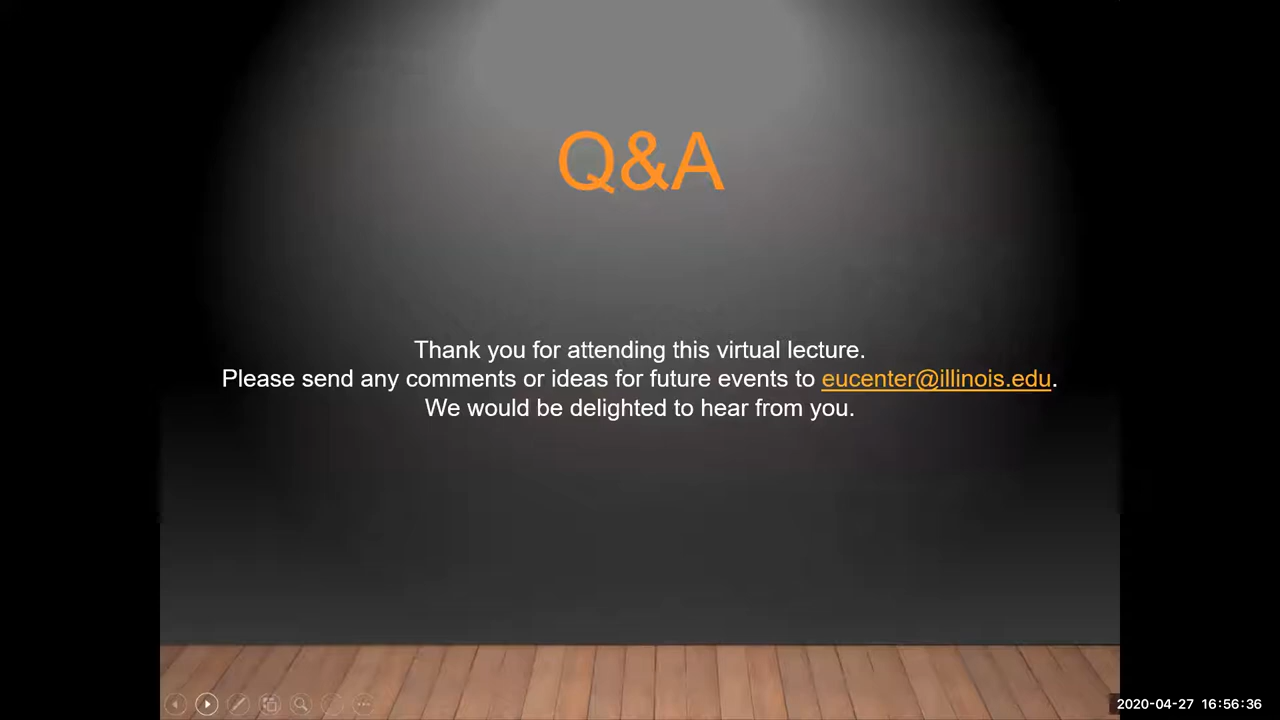 Q&A
Thank you for attending this virtual lecture.
Please send any comments or ideas for future events to eucenter@illinois.edu.
We would be delighted to hear from you.
2020-04-27 16:56:36